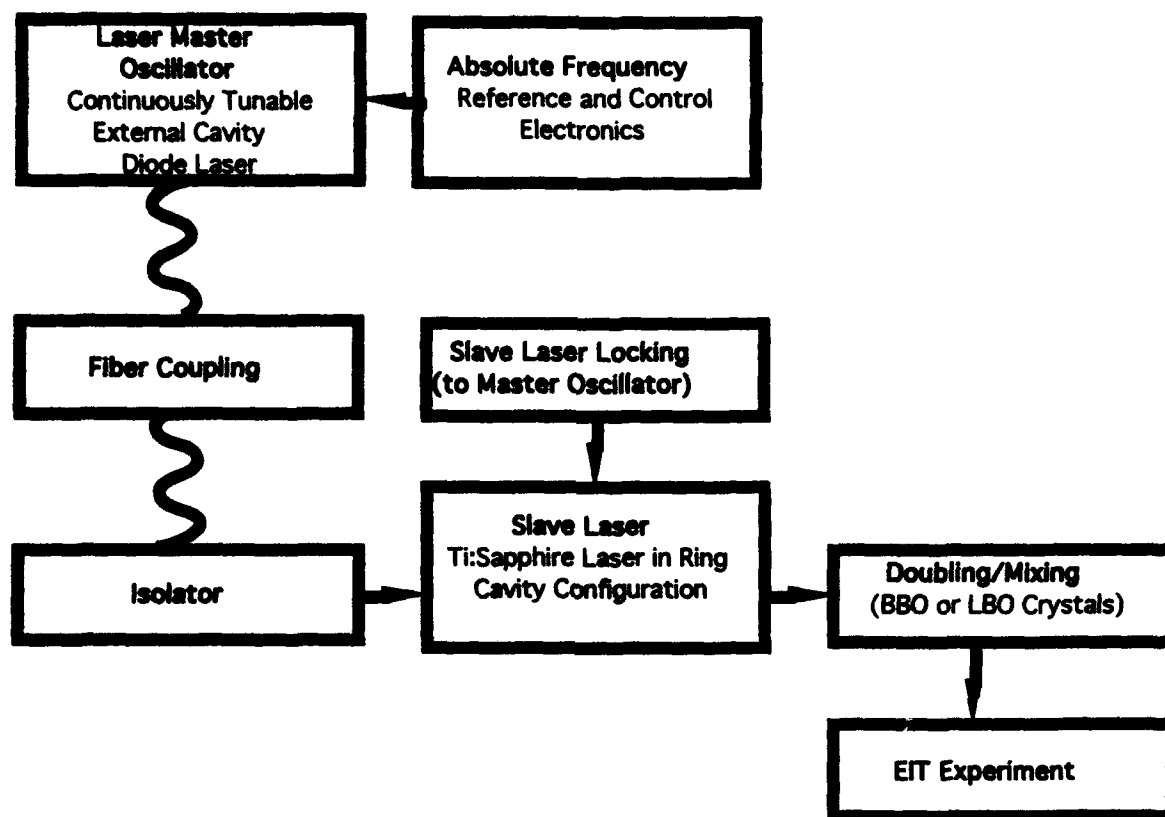 Laser Master
Oscillator
Continuously Tunable
External Cavity
Diode Laser
Absolute Frequency
Reference and Control
Electronics
Fiber Coupling
Slave Laser Locking
(to Master Oscillator)
Isolator
Slave Laser
Ti:Sapphire Laser in Ring
Cavity Configuration
Doubling/Mixing
(BBO or LBO Crystals)
EIT Experiment